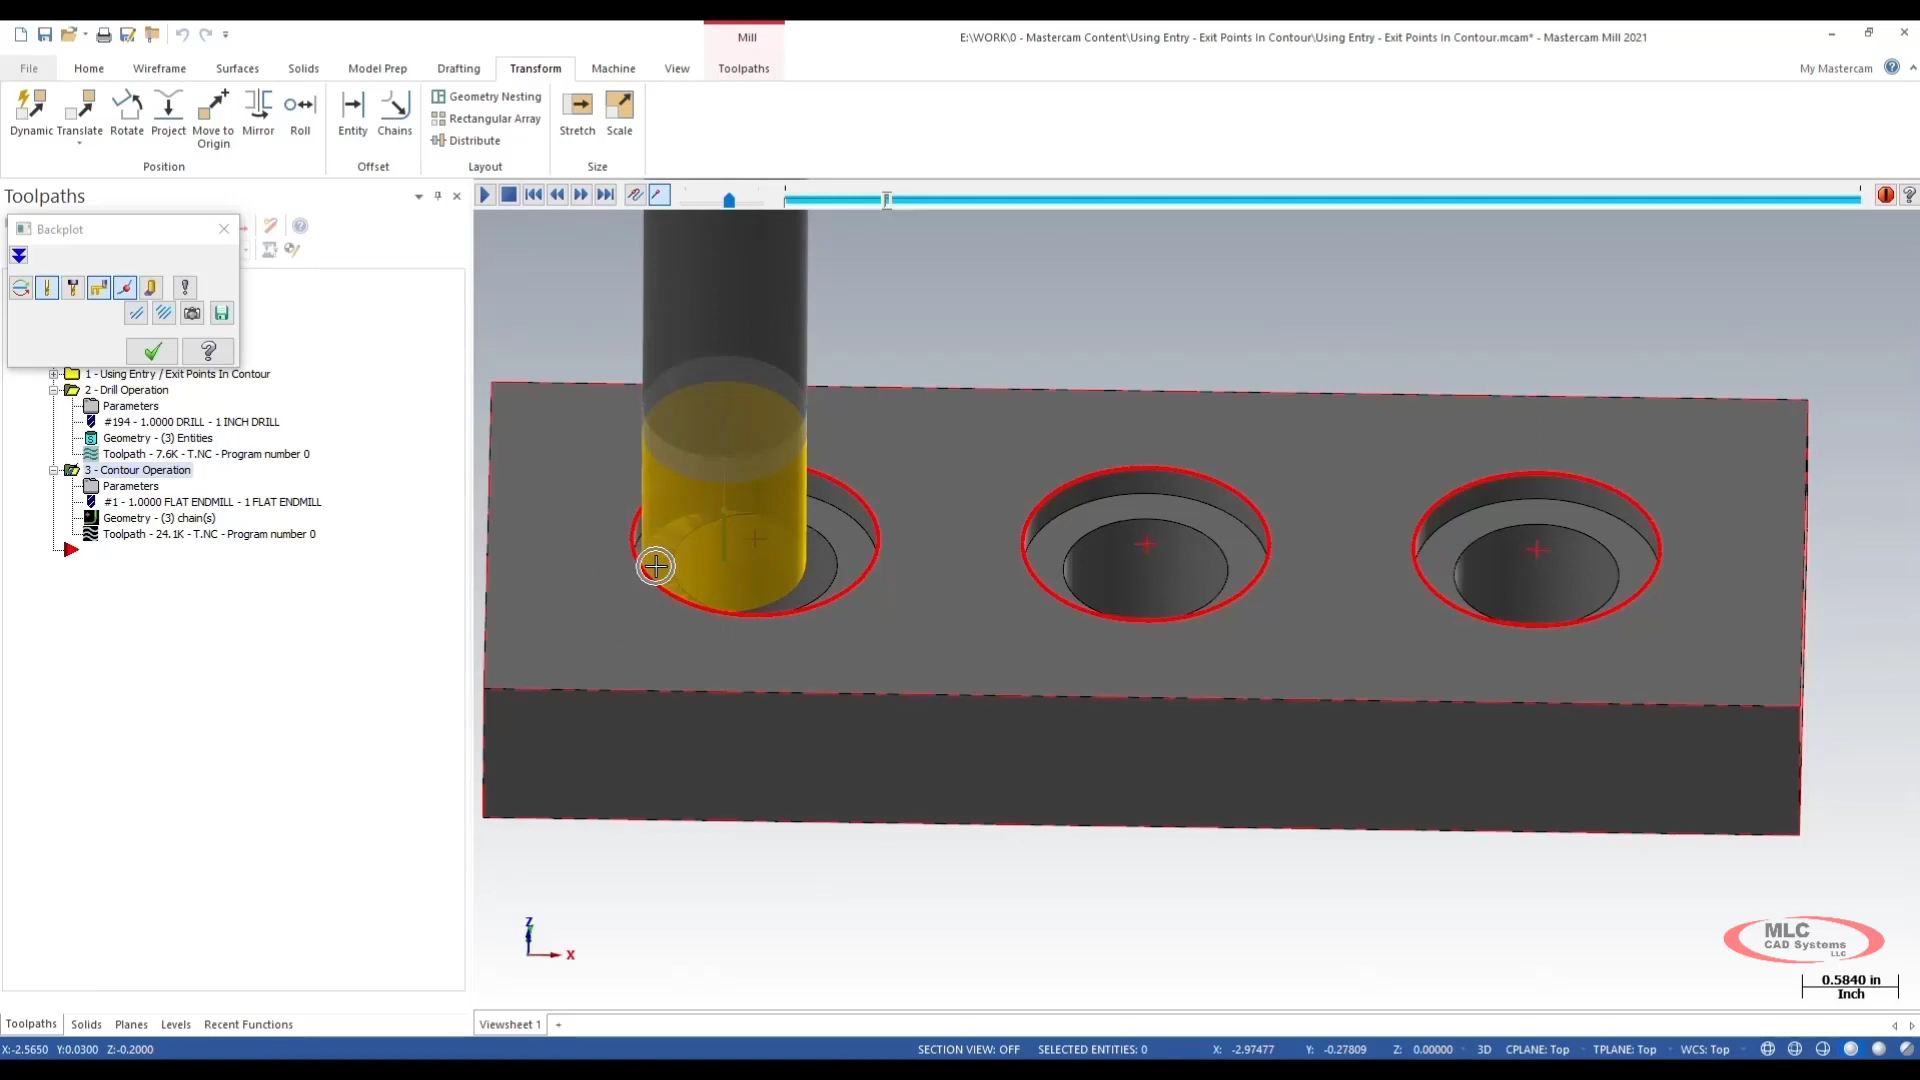 Mill
E:\WORK\0 - Mastercam Content\Using Entry - Exit Points In Contour\Using Entry - Exit Points In Contour.mcam* - Mastercam Mill 2021
File Home Wireframe Surfaces Solids Model Prep Drafting Transform Machine View Toolpaths My Mastercam
Dynamic Translate Rotate Project Move to Origin Mirror Roll
Position
Entity Chains
Offset
Geometry Nesting
Rectangular Array
Distribute
Layout
Stretch Scale
Size
Toolpaths
Backplot
1 - Using Entry / Exit Points In Contour
2 - Drill Operation
Parameters
#194 - 1.0000 DRILL - 1 INCH DRILL
Geometry - (3) Entities
Toolpath - 7.6K - T.NC - Program number 0
3 - Contour Operation
Parameters
#1 - 1.0000 FLAT ENDMILL - 1 FLAT ENDMILL
Geometry - (3) chain(s)
Toolpath - 24.1K - T.NC - Program number 0
Z
X
MLC
CAD Systems
LLC
0.5840 in
Inch
Toolpaths Solids Planes Levels Recent Functions
Viewsheet 1 +
X:-2.5650 Y:0.0300 Z:-0.2000
SECTION VIEW: OFF SELECTED ENTITIES: 0 X: -2.97477 Y: -0.27809 Z: 0.00000 3D CPLANE: Top TPLANE: Top WCS: Top